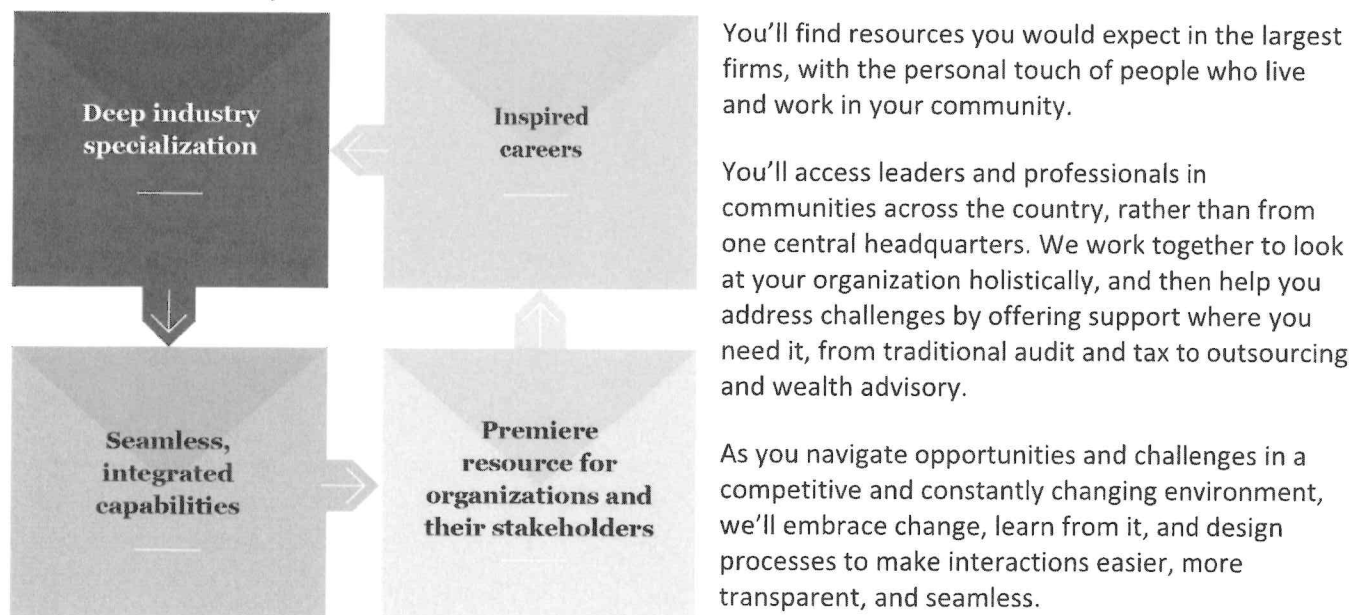 Deep industry
specialization
Inspired
careers
Seamless,
integrated
capabilities
Premiere
resource for
organizations and
their stakeholders
You’ll find resources you would expect in the largest
firms, with the personal touch of people who live
and work in your community.
You’ll access leaders and professionals in
communities across the country, rather than from
one central headquarters. We work together to look
at your organization holistically, and then help you
address challenges by offering support where you
need it, from traditional audit and tax to outsourcing
and wealth advisory.
As you navigate opportunities and challenges in a
competitive and constantly changing environment,
we’ll embrace change, learn from it, and design
processes to make interactions easier, more
transparent, and seamless.